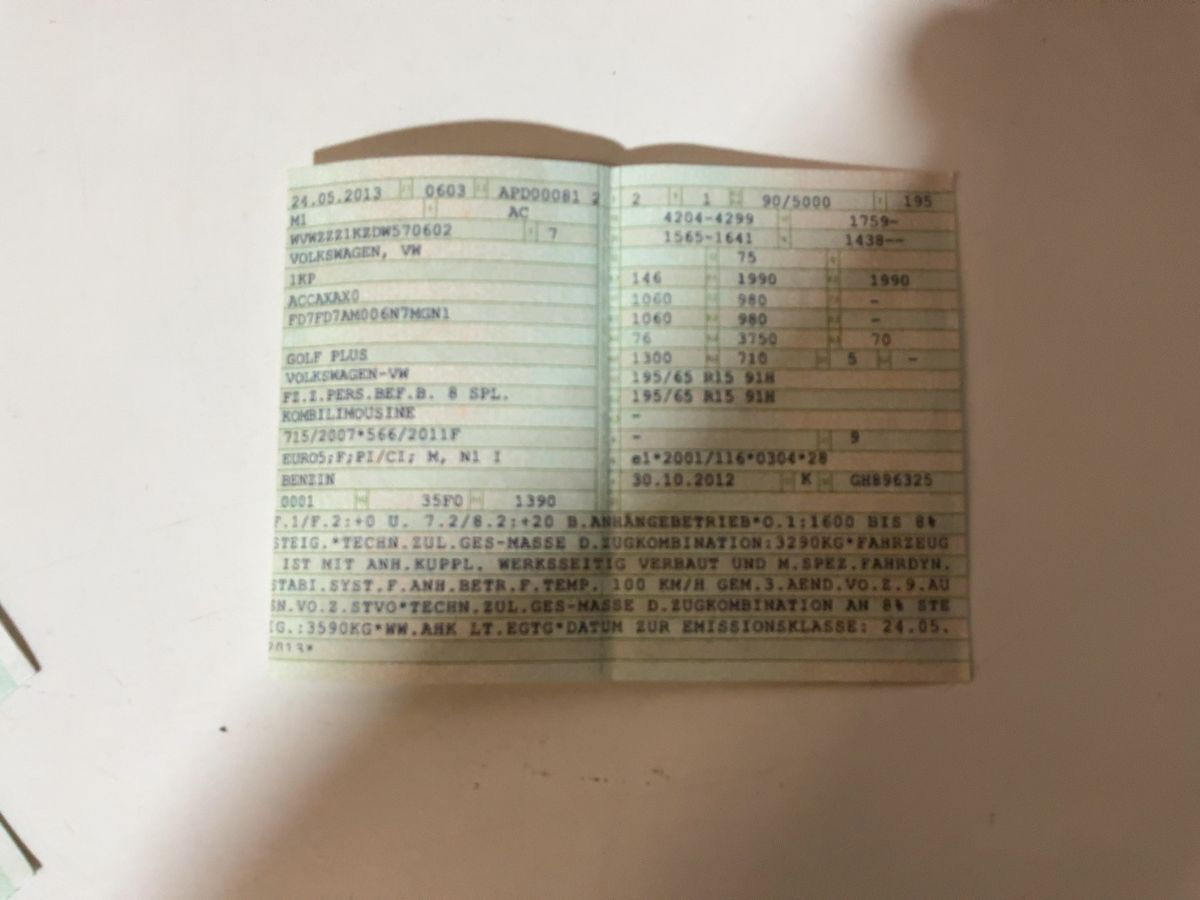 24.05.2013 0603 APD00081 2
M1 AC
WVWZZZ1KZDW570602 7
VOLKSWAGEN, VW
1KP
ACCAXAX0
FD7FD7AM006N7MGN1
GOLF PLUS
VOLKSWAGEN-VW
FZ.Z.PERS.BEF.B. 8 SPL.
KOMBILIMOUSINE
715/2007*566/2011F
EURO5;F;PI/CI; M, N1 I
BENZIN
0001 35F0 1390
2 1 90/5000 195
4204-4299 1759-
1565-1641 1438--
75
146 1990 1990
1060 980 -
1060 980 -
76 3750 70
1300 710 5 -
195/65 R15 91H
195/65 R15 91H
-
- 9
e1*2001/116*0304*28
30.10.2012 K GH896325
F.1/F.2:+0 U. 7.2/8.2:+20 B.ANHÄNGEBETRIEB*O.1:1600 BIS 8%
STEIG.*TECHN.ZUL.GES-MASSE D.ZUGKOMBINATION:3290KG*FAHRZEUG
IST MIT ANH.KUPPL. WERKSSEITIG VERBAUT UND M.SPEZ.FAHRDYN.
STABI.SYST.F.ANH.BETR.F.TEMP. 100 KM/H GEM.3.AEND.VO.Z.9.AU
SN.VO.Z.STVO*TECHN.ZUL.GES-MASSE D.ZUGKOMBINATION AN 8% STE
IG.:3590KG*WW.AHK LT.EGTG*DATUM ZUR EMISSIONSKLASSE: 24.05.
2013*